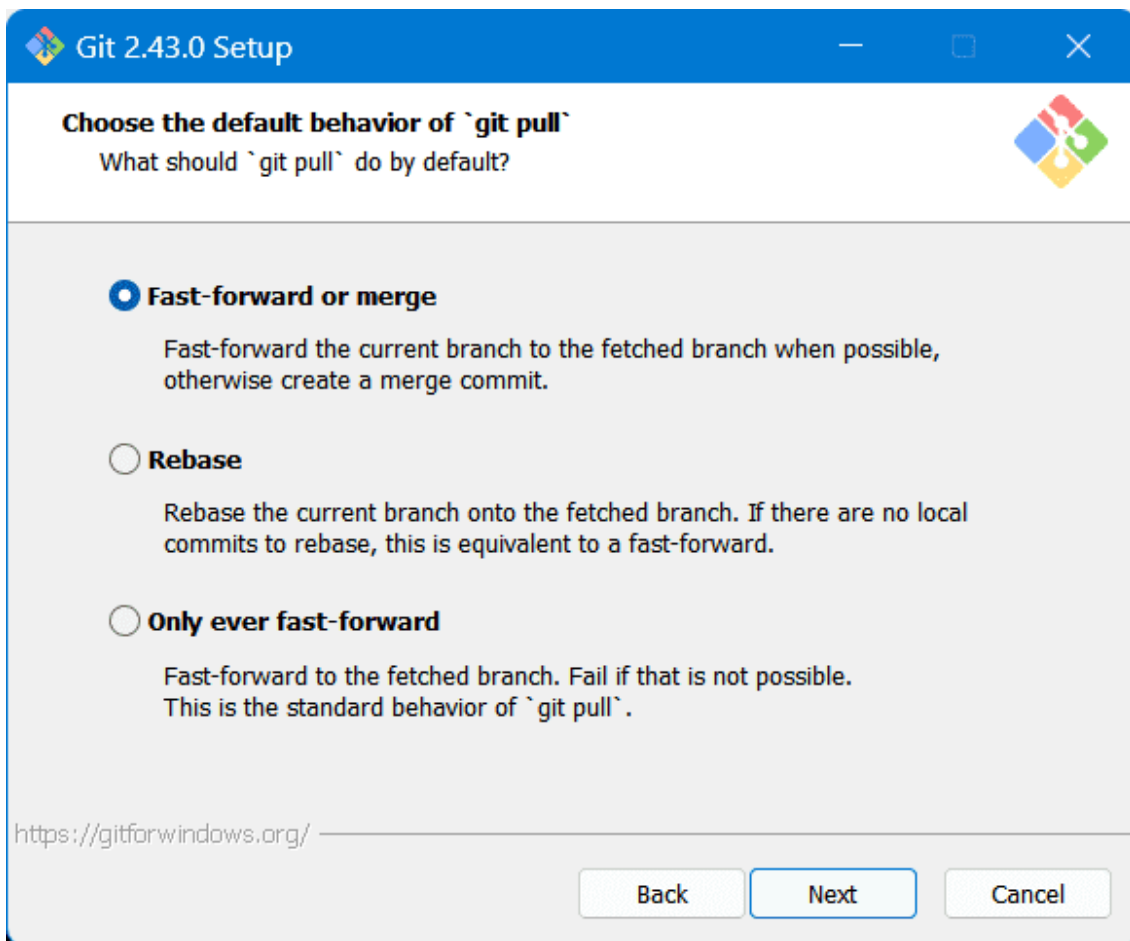 Git 2.43.0 Setup
Choose the default behavior of `git pull`
What should `git pull` do by default?
Fast-forward or merge
Fast-forward the current branch to the fetched branch when possible,
otherwise create a merge commit.
Rebase
Rebase the current branch onto the fetched branch. If there are no local
commits to rebase, this is equivalent to a fast-forward.
Only ever fast-forward
Fast-forward to the fetched branch. Fail if that is not possible.
This is the standard behavior of `git pull`.
https://gitforwindows.org/
Back
Next
Cancel